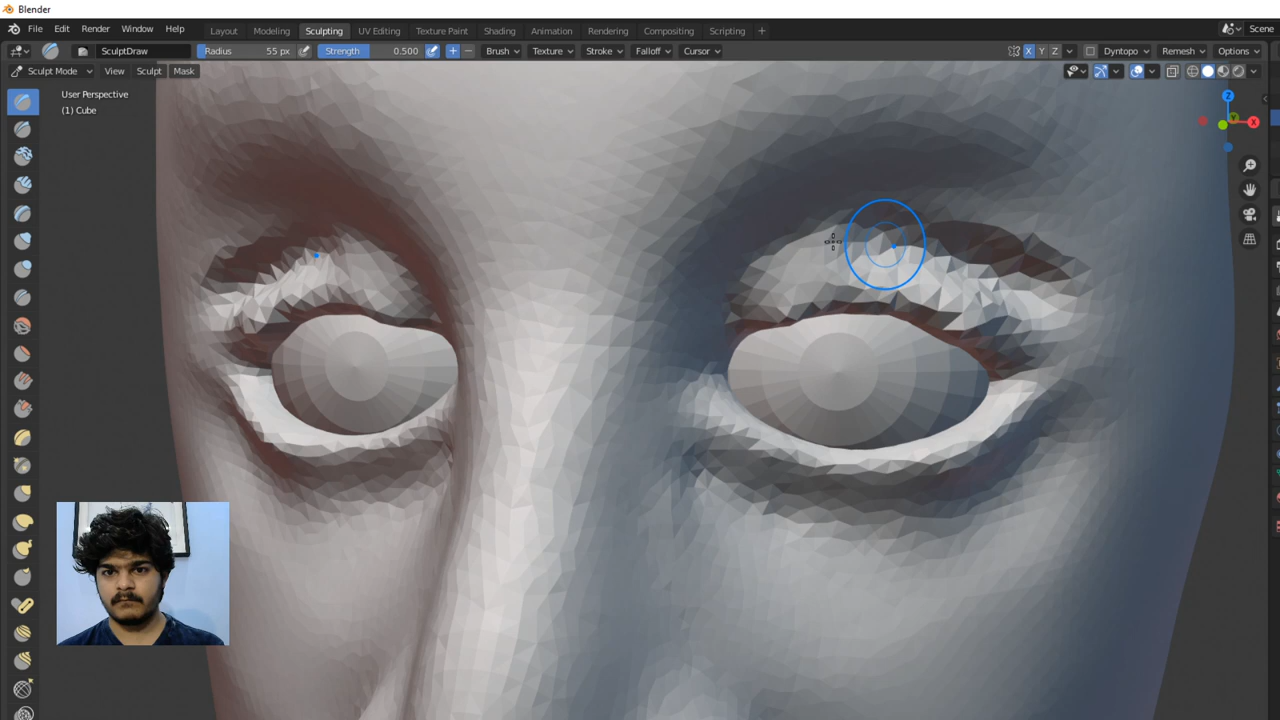 Blender
File Edit Render Window Help Layout Modeling Sculpting UV Editing Texture Paint Shading Animation Rendering Compositing Scripting + Scene
SculptDraw Radius 55 px Strength 0.500 Brush Texture Stroke Falloff Cursor X Y Z Dyntopo Remesh Options
Sculpt Mode View Sculpt Mask
User Perspective
(1) Cube
Z
Y
X